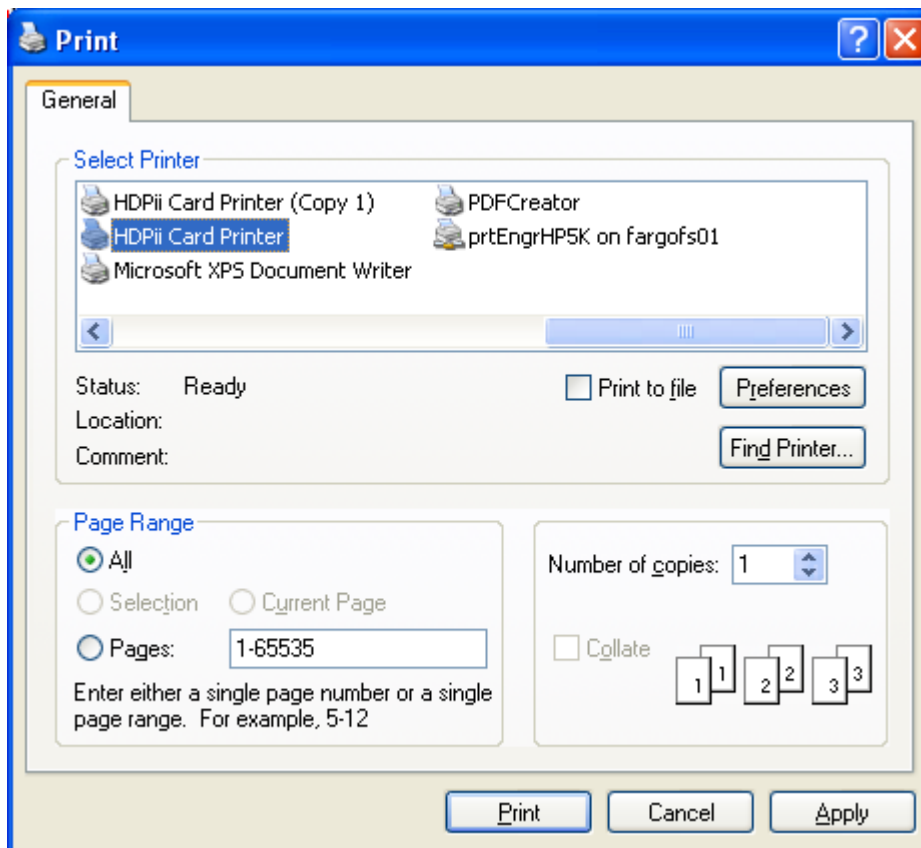 Print
General
Select Printer
HDPii Card Printer (Copy 1) PDFCreator
HDPii Card Printer prtEngrHP5K on fargofs01
Microsoft XPS Document Writer
Status: Ready Print to file Preferences
Location:
Comment: Find Printer...
Page Range
All Number of copies: 1
Selection Current Page
Pages: 1-65535 Collate 1 1 2 2 3 3
Enter either a single page number or a single
page range. For example, 5-12
Print Cancel Apply